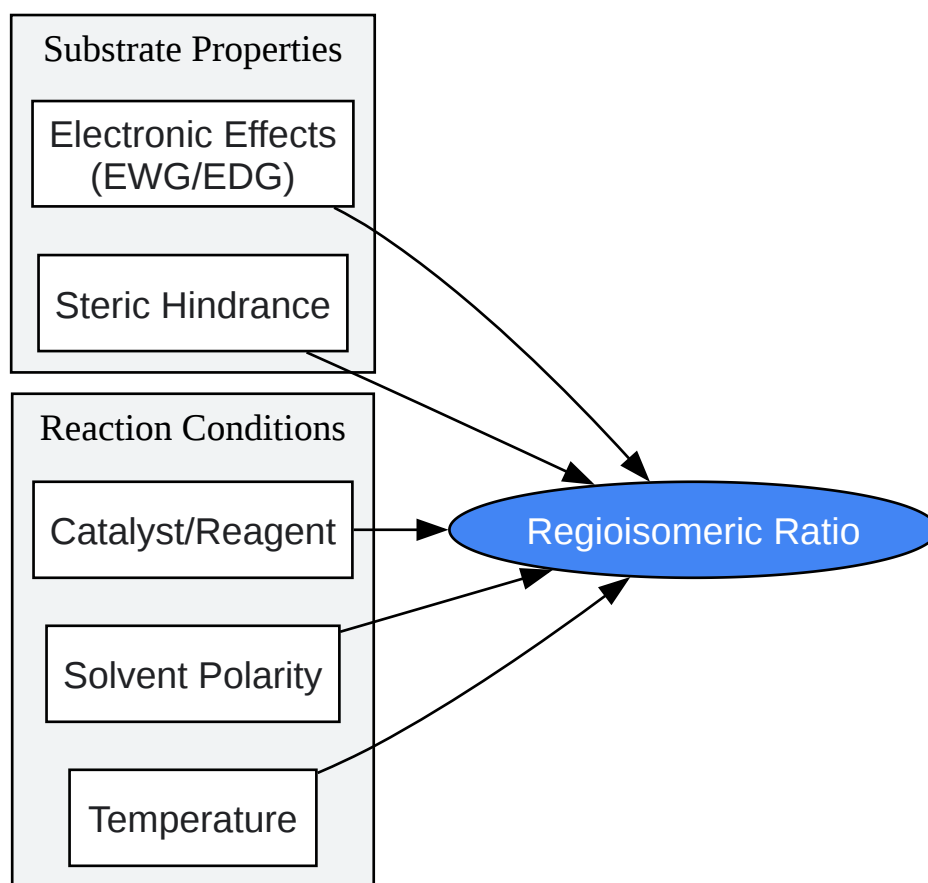 Substrate Properties
Electronic Effects
(EWG/EDG)
Steric Hindrance
Reaction Conditions
Catalyst/Reagent
Solvent Polarity
Temperature
Regioisomeric Ratio